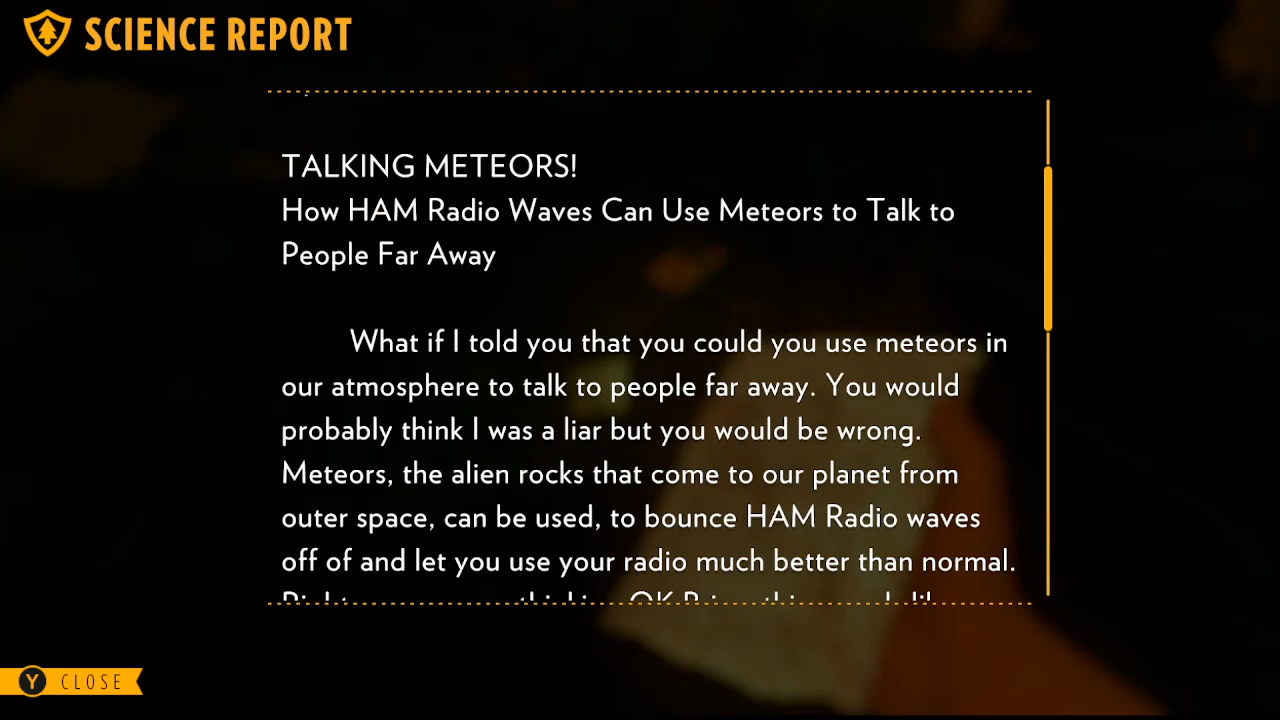 SCIENCE REPORT
TALKING METEORS!
How HAM Radio Waves Can Use Meteors to Talk to
People Far Away
What if I told you that you could you use meteors in
our atmosphere to talk to people far away. You would
probably think I was a liar but you would be wrong.
Meteors, the alien rocks that come to our planet from
outer space, can be used, to bounce HAM Radio waves
off of and let you use your radio much better than normal.
Y CLOSE